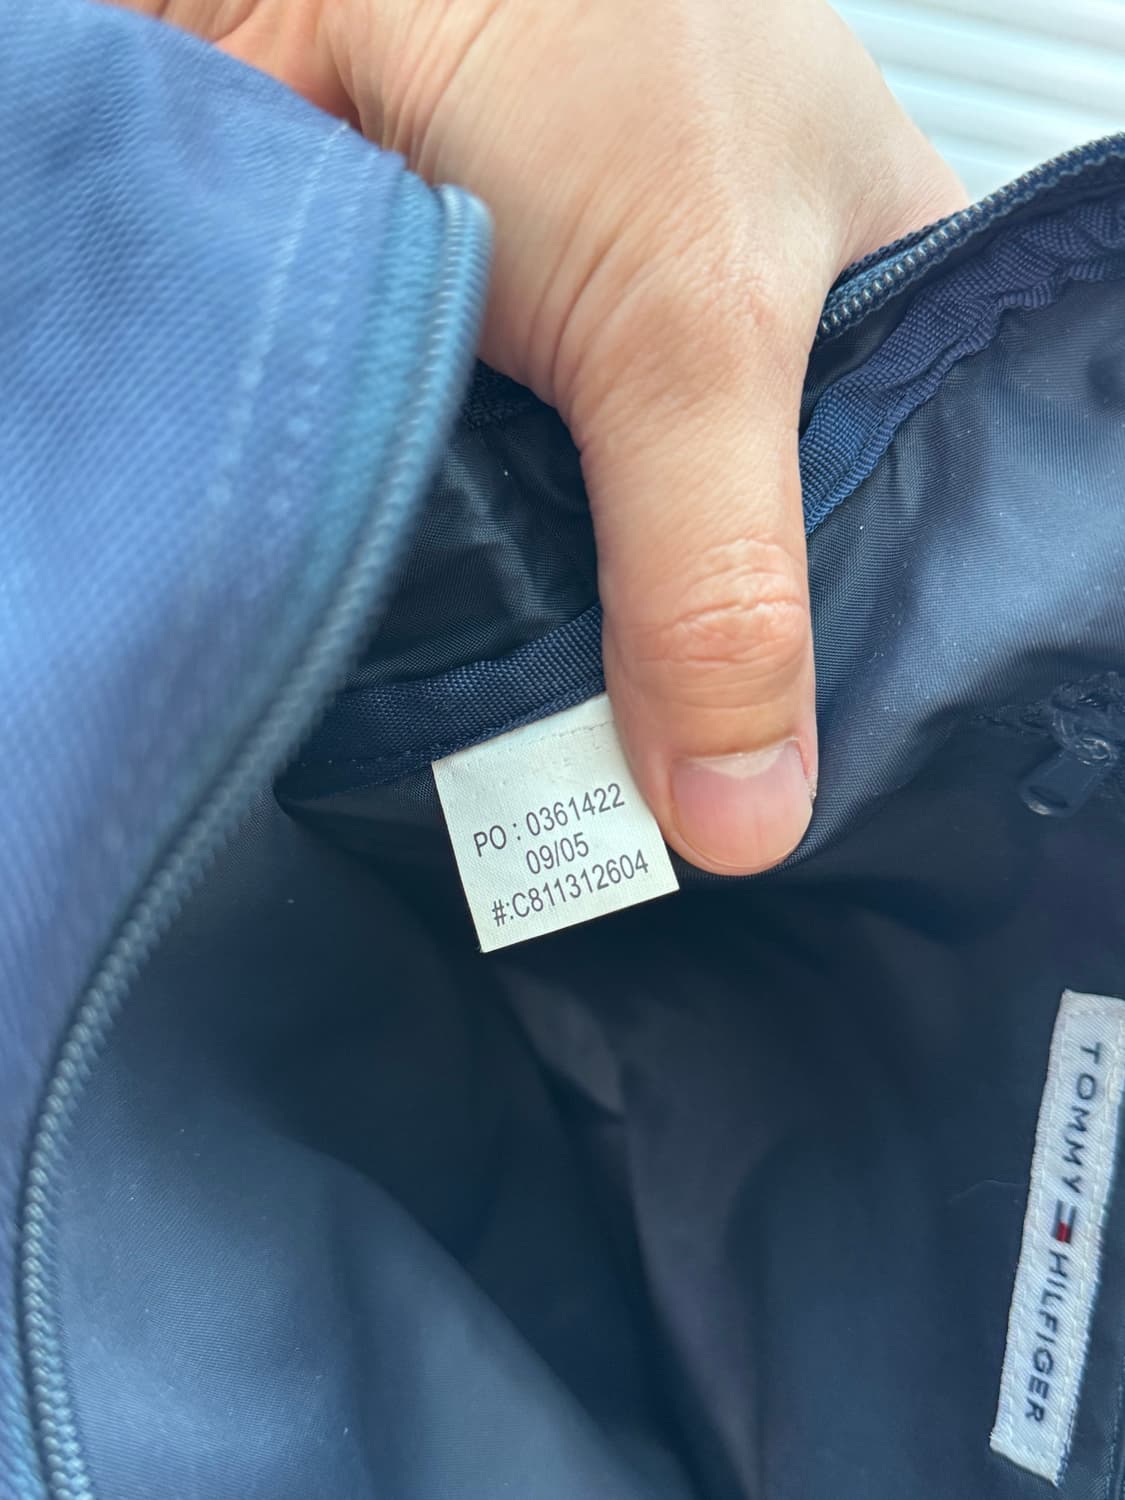 PO : 0361422
09/05
#:C811312604
TOMMY HILFIGER